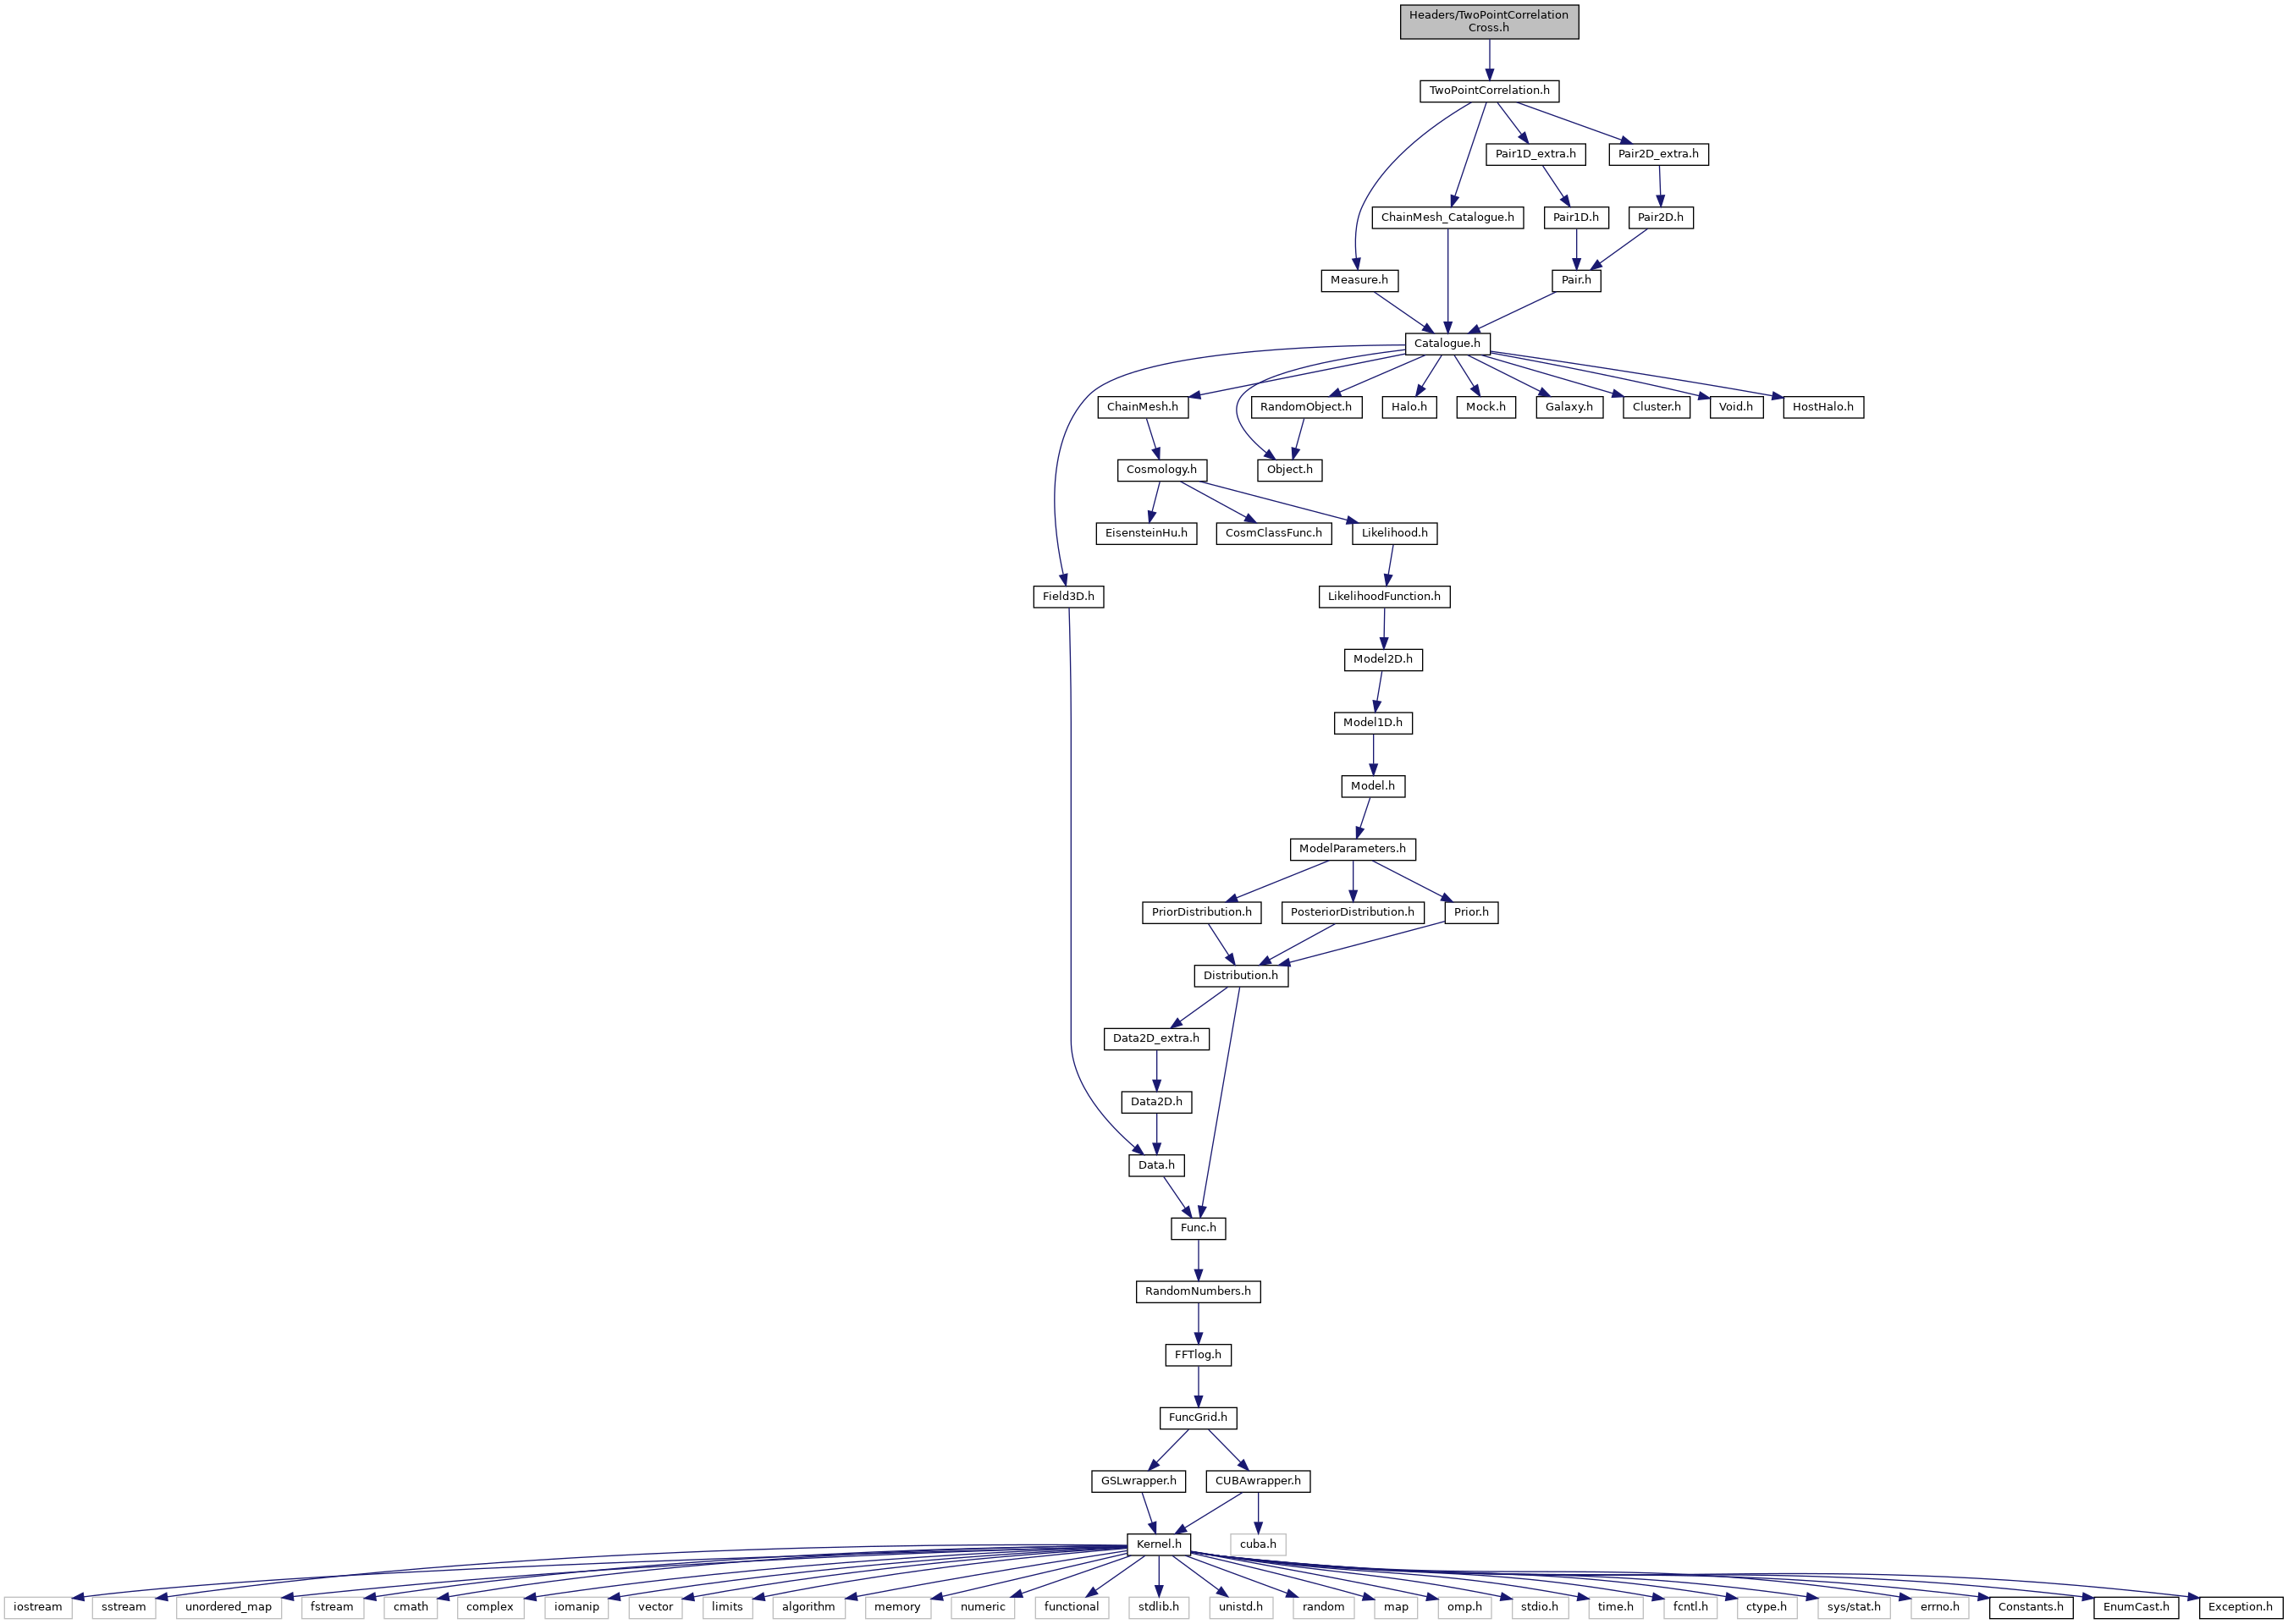 Headers/TwoPointCorrelation
Cross.h
TwoPointCorrelation.h
Pair1D_extra.h
Pair2D_extra.h
ChainMesh_Catalogue.h
Pair1D.h
Pair2D.h
Measure.h
Pair.h
Catalogue.h
ChainMesh.h
RandomObject.h
Halo.h
Mock.h
Galaxy.h
Cluster.h
Void.h
HostHalo.h
Cosmology.h
Object.h
EisensteinHu.h
CosmClassFunc.h
Likelihood.h
Field3D.h
LikelihoodFunction.h
Model2D.h
Model1D.h
Model.h
ModelParameters.h
PriorDistribution.h
PosteriorDistribution.h
Prior.h
Distribution.h
Data2D_extra.h
Data2D.h
Data.h
Func.h
RandomNumbers.h
FFTlog.h
FuncGrid.h
GSLwrapper.h
CUBAwrapper.h
Kernel.h
cuba.h
iostream
sstream
unordered_map
fstream
cmath
complex
iomanip
vector
limits
algorithm
memory
numeric
functional
stdlib.h
unistd.h
random
map
omp.h
stdio.h
time.h
fcntl.h
ctype.h
sys/stat.h
errno.h
Constants.h
EnumCast.h
Exception.h